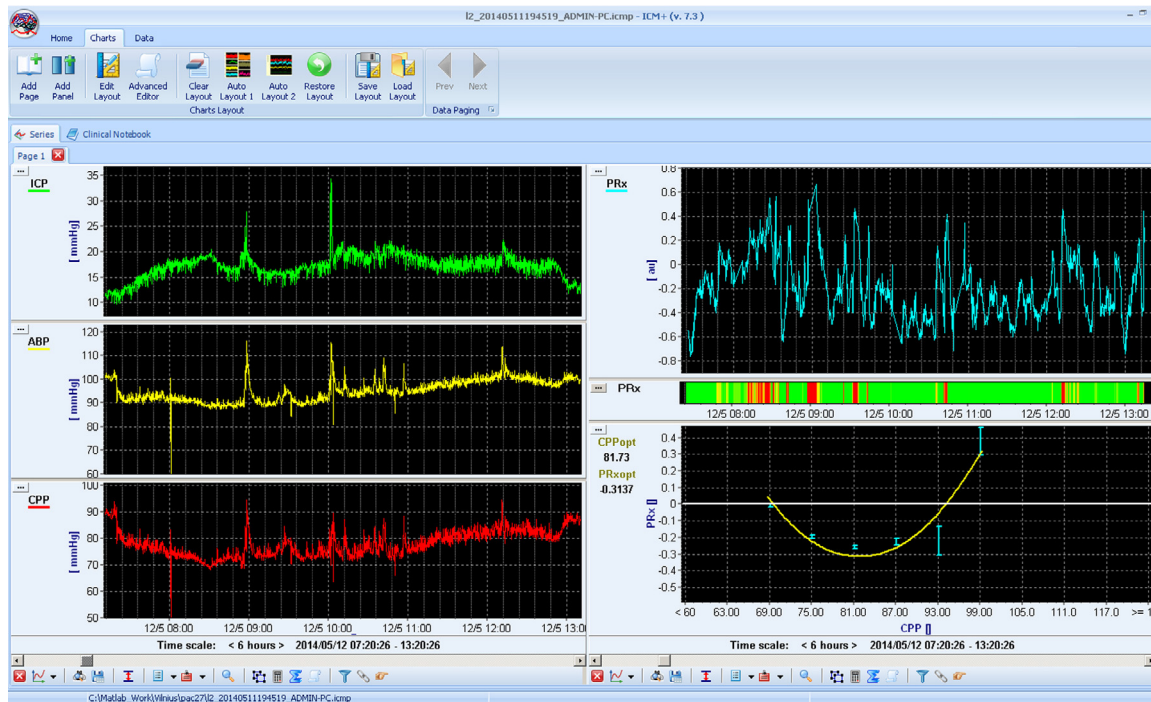 l2_20140511194519_ADMIN-PC.icmp - ICM+ (v. 7.3 )
Home Charts Data
Add Page
Add Panel
Edit Layout
Advanced Editor
Clear Layout
Auto Layout 1
Auto Layout 2
Restore Layout
Save Layout
Load Layout
Prev
Next
Charts Layout
Data Paging
Series Clinical Notebook
Page 1
ICP
[ mmHg]
35
30
25
20
15
10
ABP
[ mmHg]
120
110
100
90
80
70
60
CPP
[ mmHg]
100
90
80
70
60
50
12/5 08:00 12/5 09:00 12/5 10:00 12/5 11:00 12/5 12:00 12/5 13:0
Time scale: < 6 hours > 2014/05/12 07:20:26 - 13:20:26
PRx
[ au]
0.8
0.6
0.4
0.2
0
-0.2
-0.4
-0.6
-0.8
PRx
12/5 08:00 12/5 09:00 12/5 10:00 12/5 11:00 12/5 12:00 12/5 13:00
CPPopt
81.73
PRxopt
-0.3137
PRx []
0.4
0.3
0.2
0.1
0
-0.1
-0.2
-0.3
-0.4
-0.5
< 60 63.00 69.00 75.00 81.00 87.00 93.00 99.00 105.0 111.0 117.0 >= 1
CPP []
Time scale: < 6 hours > 2014/05/12 07:20:26 - 13:20:26
C:\Matlab_Work\Vilnius\pac27\l2_20140511194519_ADMIN-PC.icmp